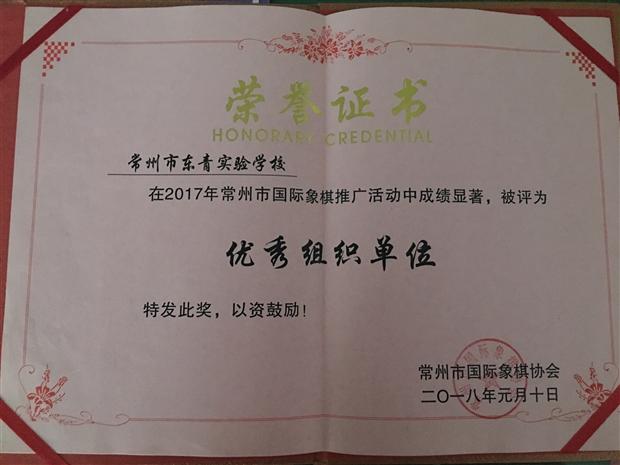 荣誉证书
HONORARY CREDENTIAL
常州市东青实验学校
在2017年常州市国际象棋推广活动中成绩显著，被评为
优秀组织单位
特发此奖，以资鼓励！
常州市国际象棋协会
二〇一八年元月十日